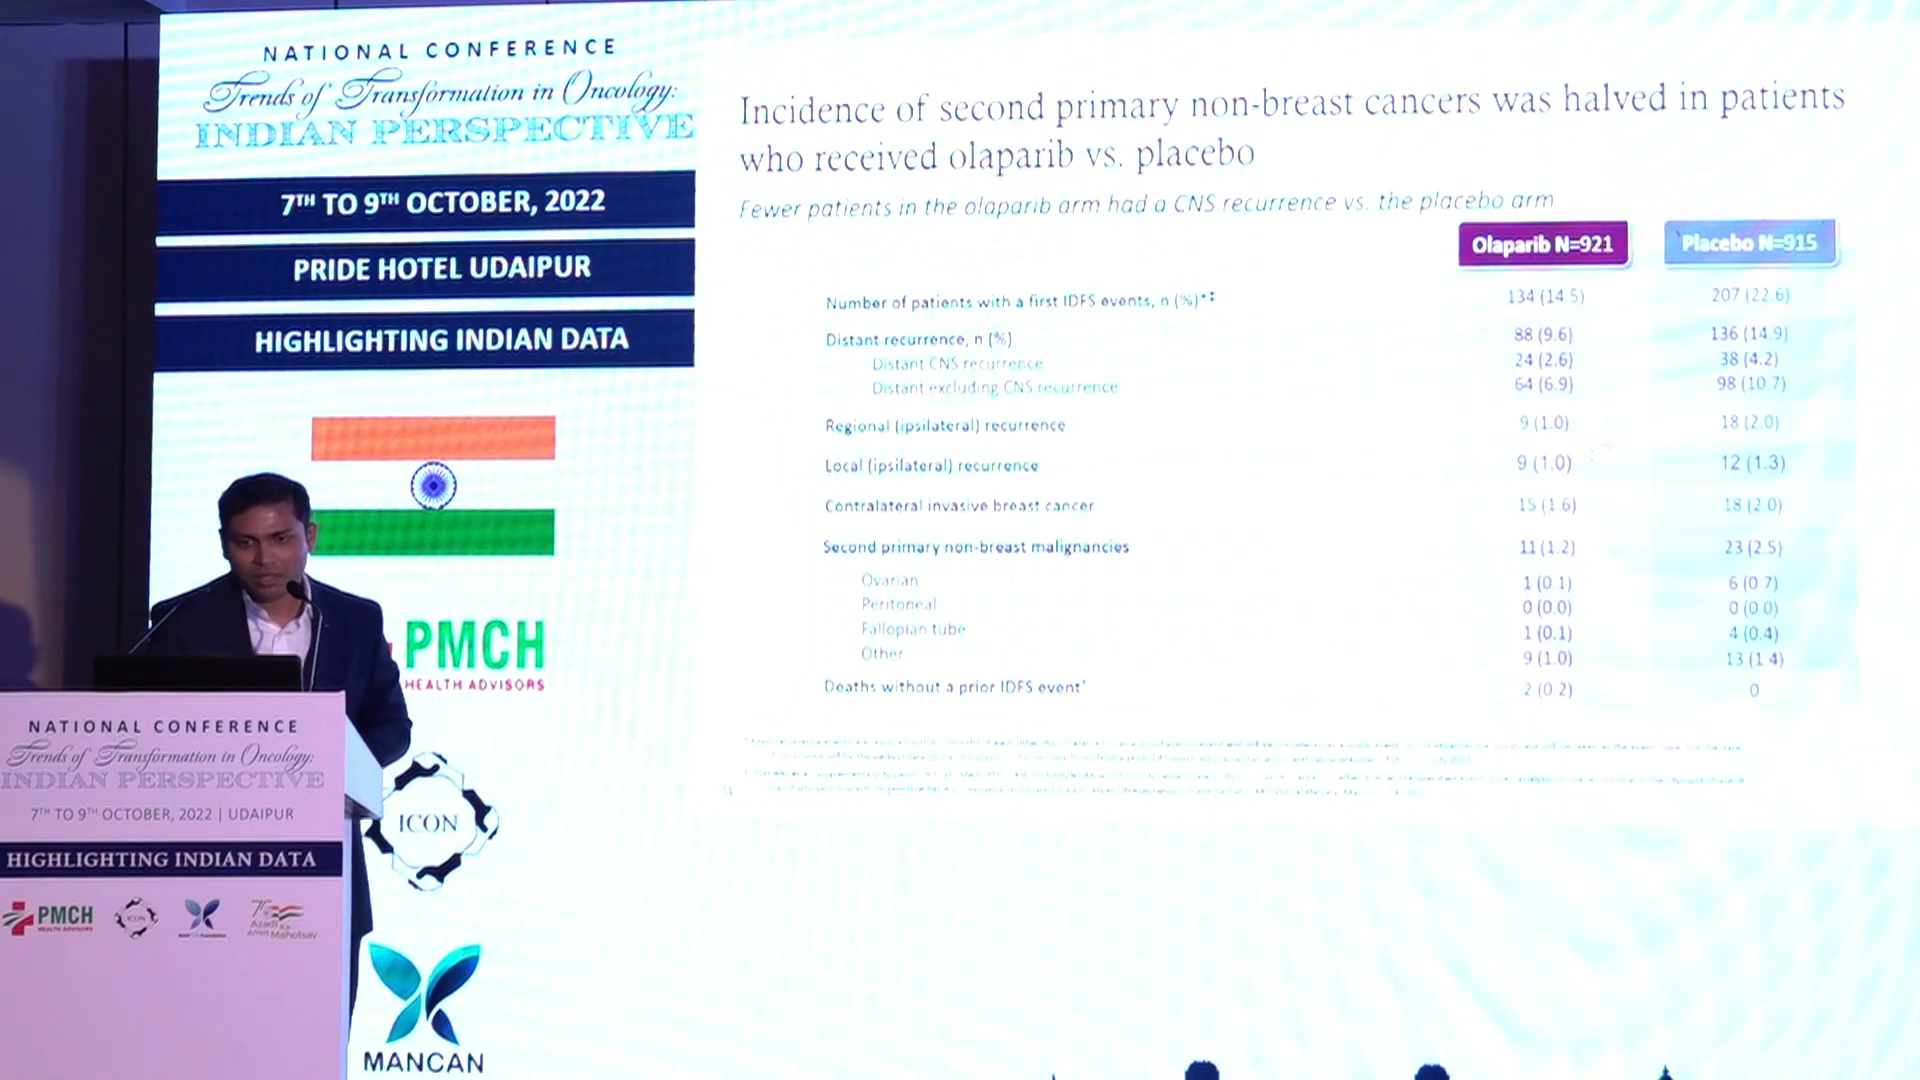 NATIONAL CONFERENCE
Trends of Transformation in Oncology:
INDIAN PERSPECTIVE
7TH TO 9TH OCTOBER, 2022
PRIDE HOTEL UDAIPUR
HIGHLIGHTING INDIAN DATA
PMCH
HEALTH ADVISORS
ICON
MANCAN
Incidence of second primary non-breast cancers was halved in patients
who received olaparib vs. placebo
Fewer patients in the olaparib arm had a CNS recurrence vs. the placebo arm
Olaparib N=921 Placebo N=915
Number of patients with a first IDFS events, n (%)*‡ 134 (14.5) 207 (22.6)
Distant recurrence, n (%) 88 (9.6) 136 (14.9)
Distant CNS recurrence 24 (2.6) 38 (4.2)
Distant excluding CNS recurrence 64 (6.9) 98 (10.7)
Regional (ipsilateral) recurrence 9 (1.0) 18 (2.0)
Local (ipsilateral) recurrence 9 (1.0) 12 (1.3)
Contralateral invasive breast cancer 15 (1.6) 18 (2.0)
Second primary non-breast malignancies 11 (1.2) 23 (2.5)
Ovarian 1 (0.1) 6 (0.7)
Peritoneal 0 (0.0) 0 (0.0)
Fallopian tube 1 (0.1) 4 (0.4)
Other 9 (1.0) 13 (1.4)
Deaths without a prior IDFS event 2 (0.2) 0
NATIONAL CONFERENCE
Trends of Transformation in Oncology:
INDIAN PERSPECTIVE
7TH TO 9TH OCTOBER, 2022 | UDAIPUR
HIGHLIGHTING INDIAN DATA
PMCH
HEALTH ADVISORS
ICON
Azadi Ka
Amrit Mahotsav